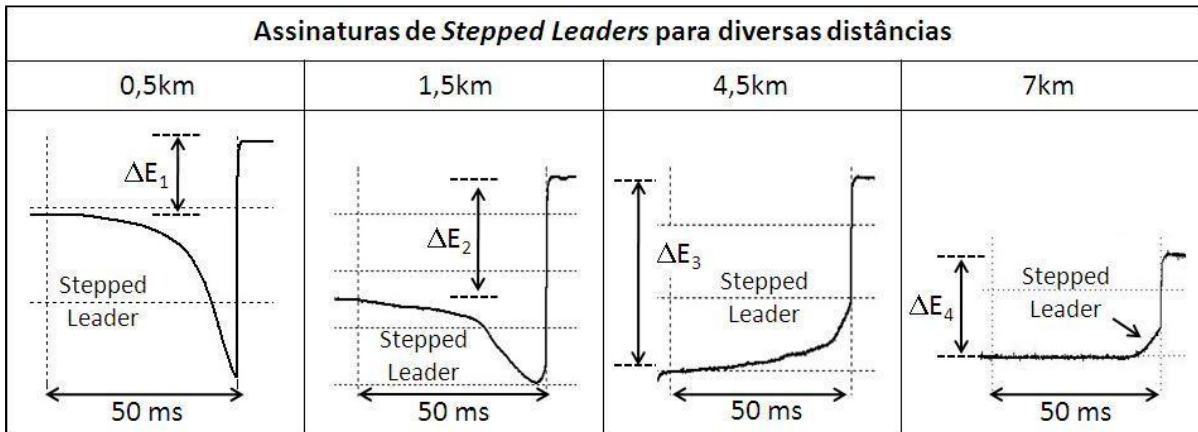 Assinaturas de Stepped Leaders para diversas distâncias
0,5km
1,5km
4,5km
7km
ΔE₁
Stepped
Leader
50 ms
ΔE₂
Stepped
Leader
50 ms
ΔE₃
Stepped
Leader
50 ms
ΔE₄
Stepped
Leader
50 ms